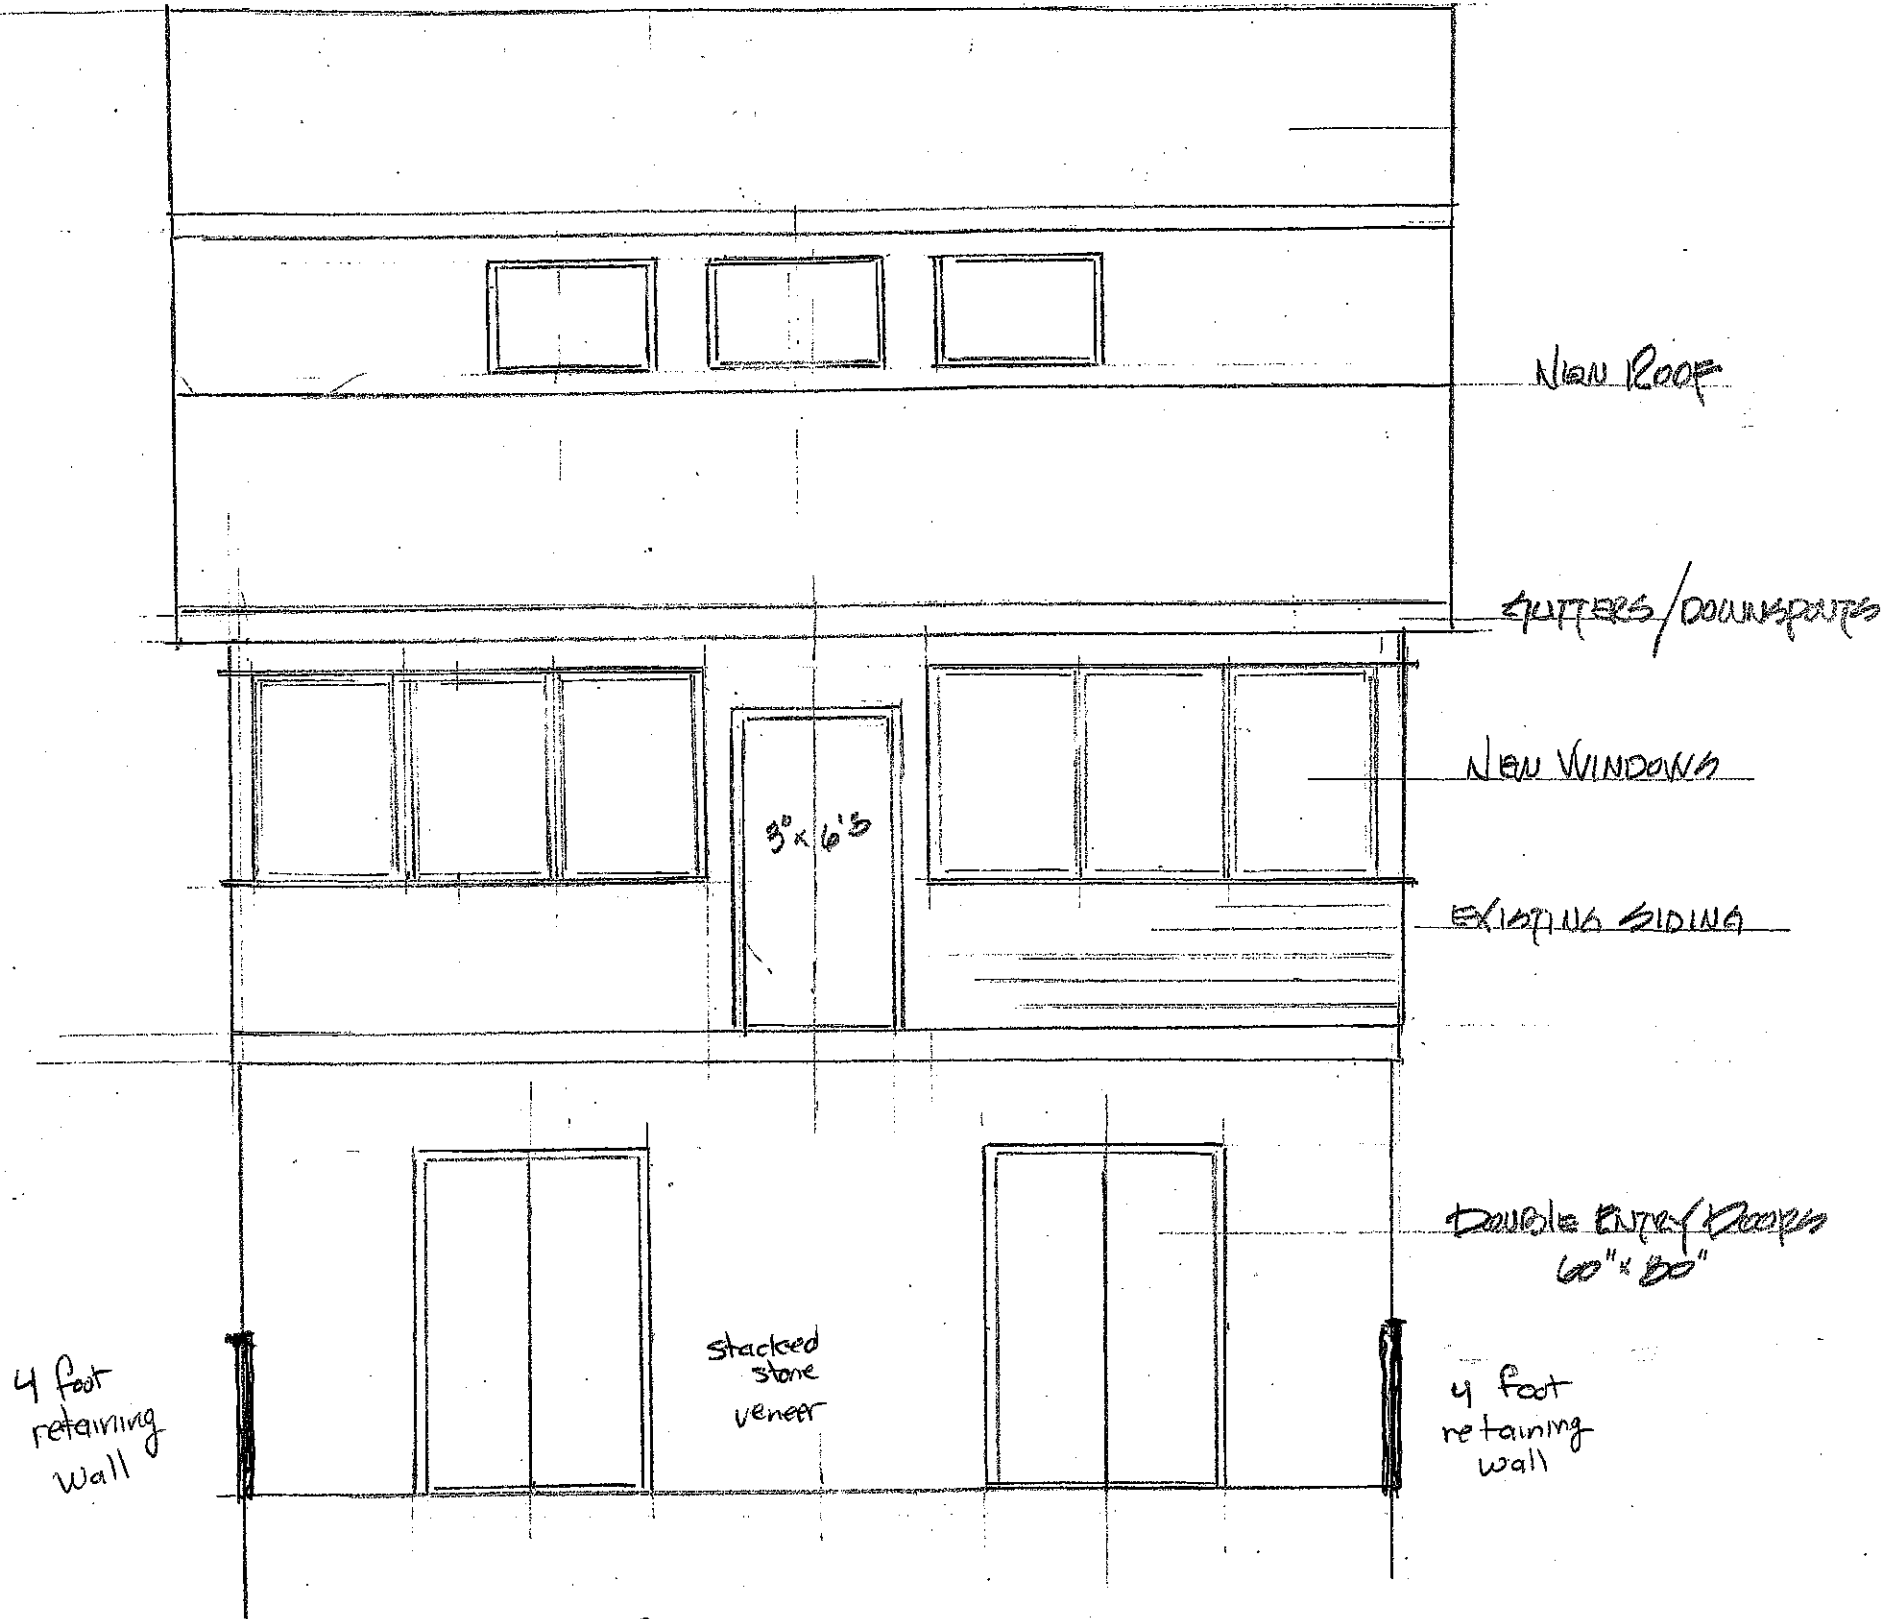 NEW ROOF
GUTTERS/DOWNSPOUTS
NEW WINDOWS
3° x 6'8
EXISTING SIDING
DOUBLE ENTRY DOORS
60" x 80"
stacked
stone
veneer
4 foot
retaining
wall
4 foot
retaining
wall